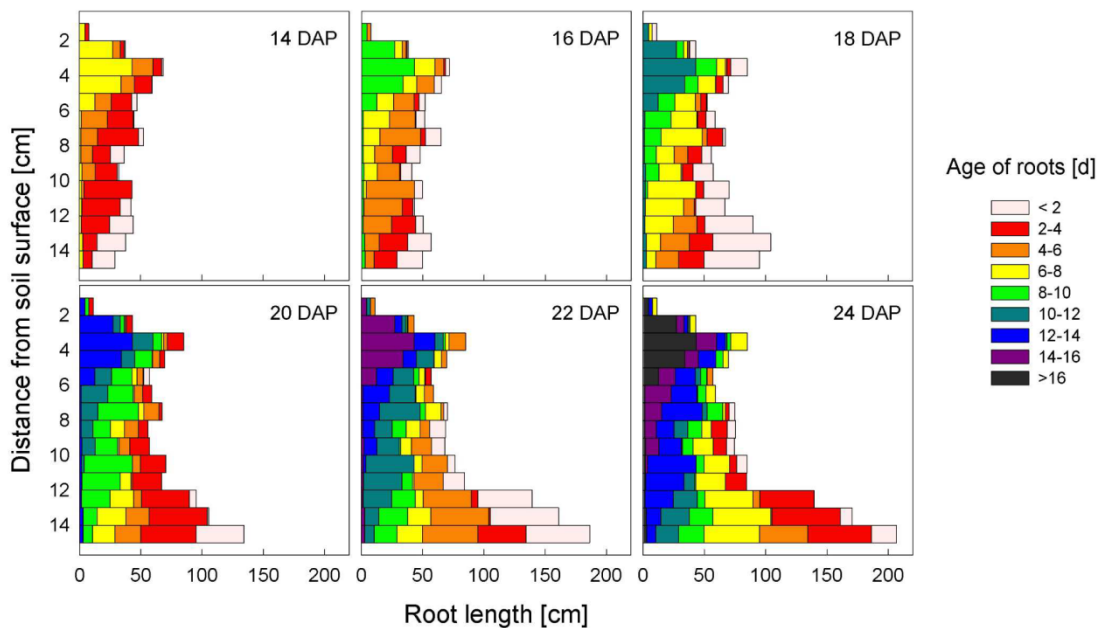 14 DAP
16 DAP
18 DAP
2
4
6
8
10
12
14
20 DAP
22 DAP
24 DAP
2
4
6
8
10
12
14
0 50 100 150 200
0 50 100 150 200
0 50 100 150 200
Distance from soil surface [cm]
Root length [cm]
Age of roots [d]
< 2
2-4
4-6
6-8
8-10
10-12
12-14
14-16
>16